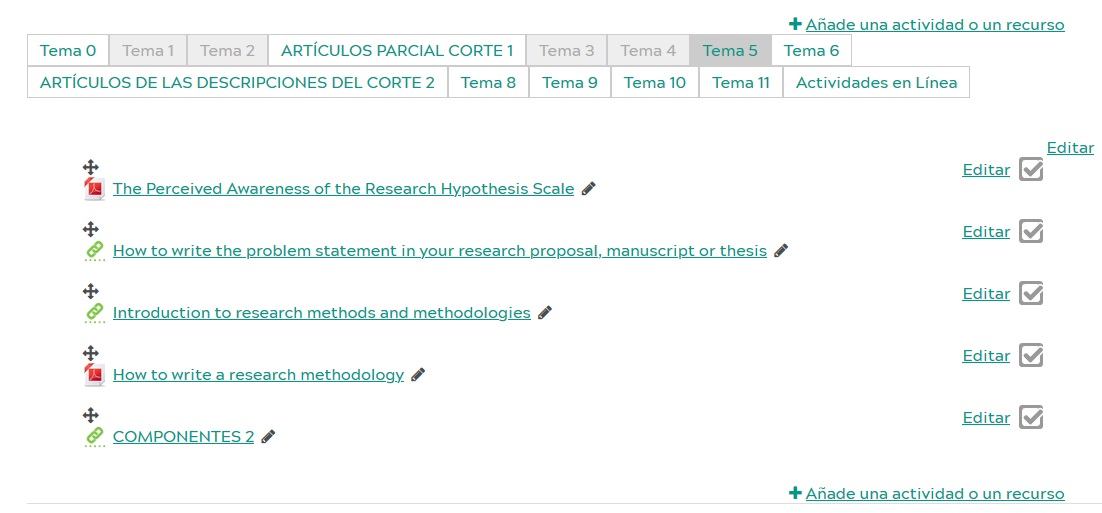 Añade una actividad o un recurso
Tema 0 Tema 1 Tema 2 ARTÍCULOS PARCIAL CORTE 1 Tema 3 Tema 4 Tema 5 Tema 6
ARTÍCULOS DE LAS DESCRIPCIONES DEL CORTE 2 Tema 8 Tema 9 Tema 10 Tema 11 Actividades en Línea
Editar
Editar
The Perceived Awareness of the Research Hypothesis Scale
Editar
How to write the problem statement in your research proposal, manuscript or thesis
Editar
Introduction to research methods and methodologies
Editar
How to write a research methodology
Editar
COMPONENTES 2
Añade una actividad o un recurso